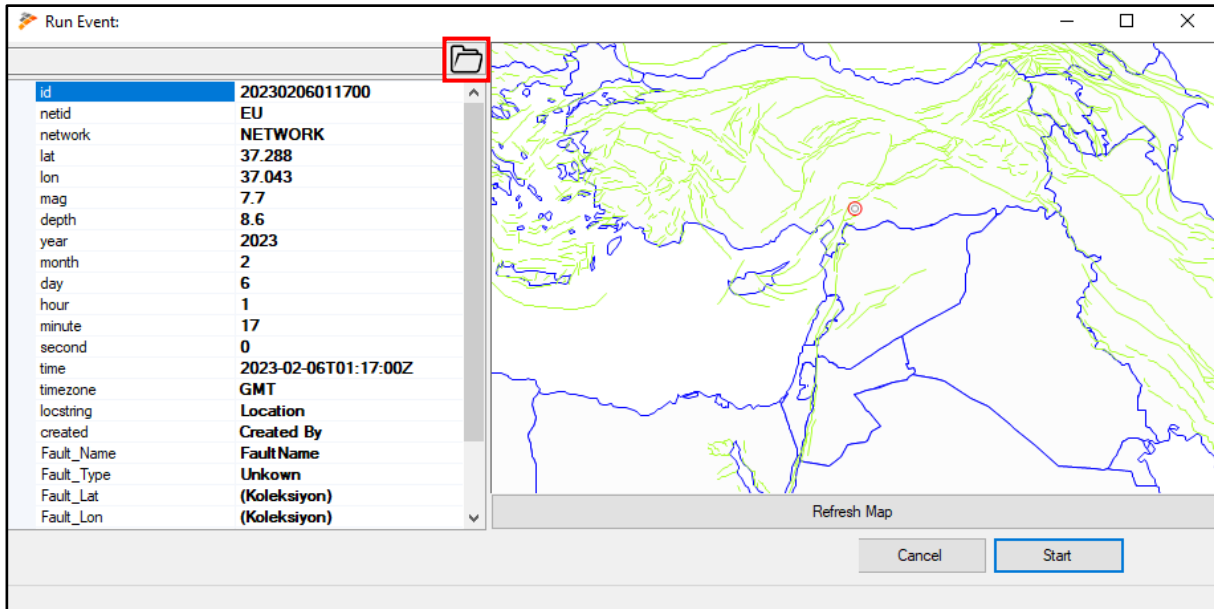 Run Event:
id 20230206011700
netid EU
network NETWORK
lat 37.288
lon 37.043
mag 7.7
depth 8.6
year 2023
month 2
day 6
hour 1
minute 17
second 0
time 2023-02-06T01:17:00Z
timezone GMT
locstring Location
created Created By
Fault_Name FaultName
Fault_Type Unkown
Fault_Lat (Koleksiyon)
Fault_Lon (Koleksiyon)
Refresh Map
Cancel Start